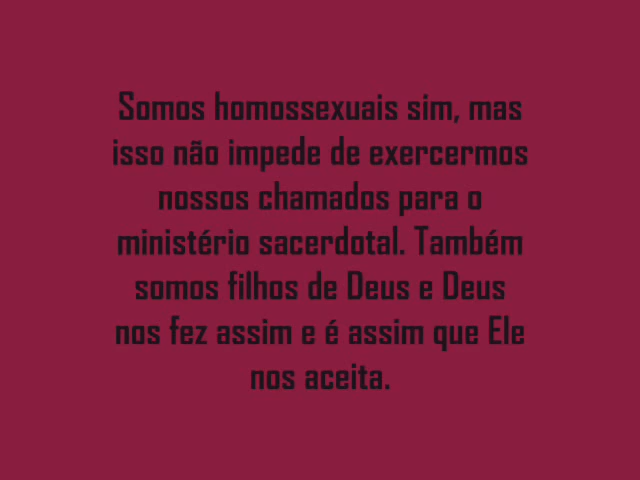 Somos homossexuais sim, mas
isso não impede de exercermos
nossos chamados para o
ministério sacerdotal. Também
somos filhos de Deus e Deus
nos fez assim e é assim que Ele
nos aceita.